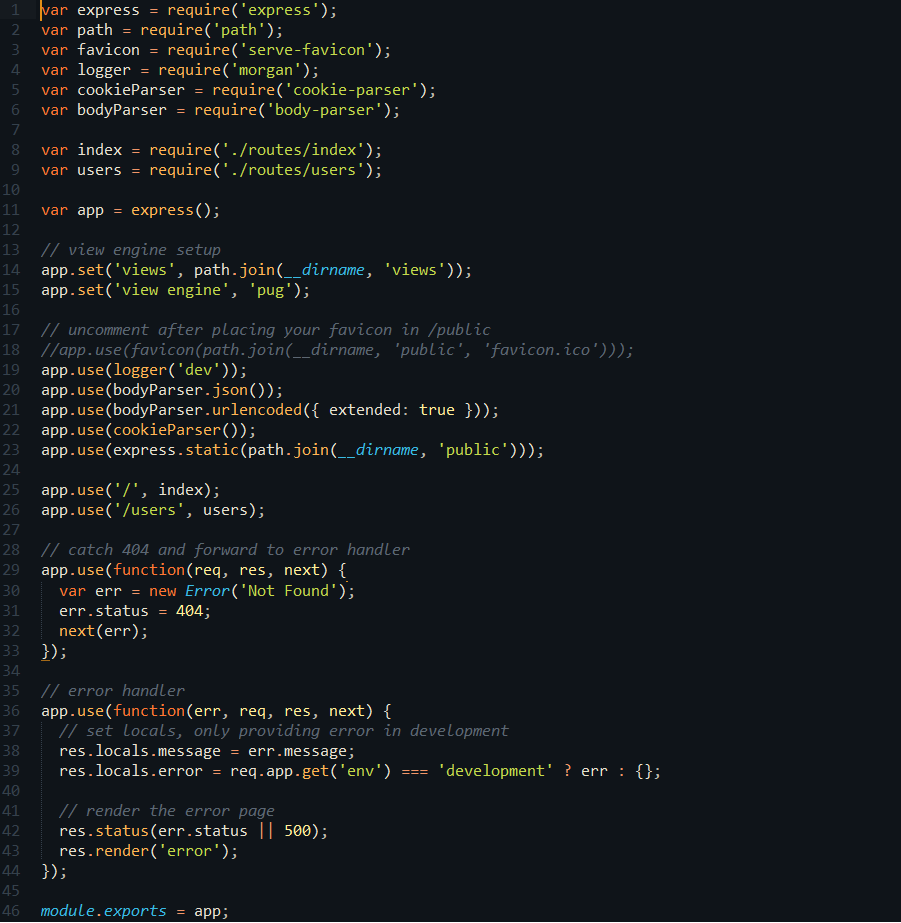 1 var express = require('express');
2 var path = require('path');
3 var favicon = require('serve-favicon');
4 var logger = require('morgan');
5 var cookieParser = require('cookie-parser');
6 var bodyParser = require('body-parser');
7
8 var index = require('./routes/index');
9 var users = require('./routes/users');
10
11 var app = express();
12
13 // view engine setup
14 app.set('views', path.join(__dirname, 'views'));
15 app.set('view engine', 'pug');
16
17 // uncomment after placing your favicon in /public
18 //app.use(favicon(path.join(__dirname, 'public', 'favicon.ico')));
19 app.use(logger('dev'));
20 app.use(bodyParser.json());
21 app.use(bodyParser.urlencoded({ extended: true }));
22 app.use(cookieParser());
23 app.use(express.static(path.join(__dirname, 'public')));
24
25 app.use('/', index);
26 app.use('/users', users);
27
28 // catch 404 and forward to error handler
29 app.use(function(req, res, next) {
30   var err = new Error('Not Found');
31   err.status = 404;
32   next(err);
33 });
34
35 // error handler
36 app.use(function(err, req, res, next) {
37   // set locals, only providing error in development
38   res.locals.message = err.message;
39   res.locals.error = req.app.get('env') === 'development' ? err : {};
40
41   // render the error page
42   res.status(err.status || 500);
43   res.render('error');
44 });
45
46 module.exports = app;